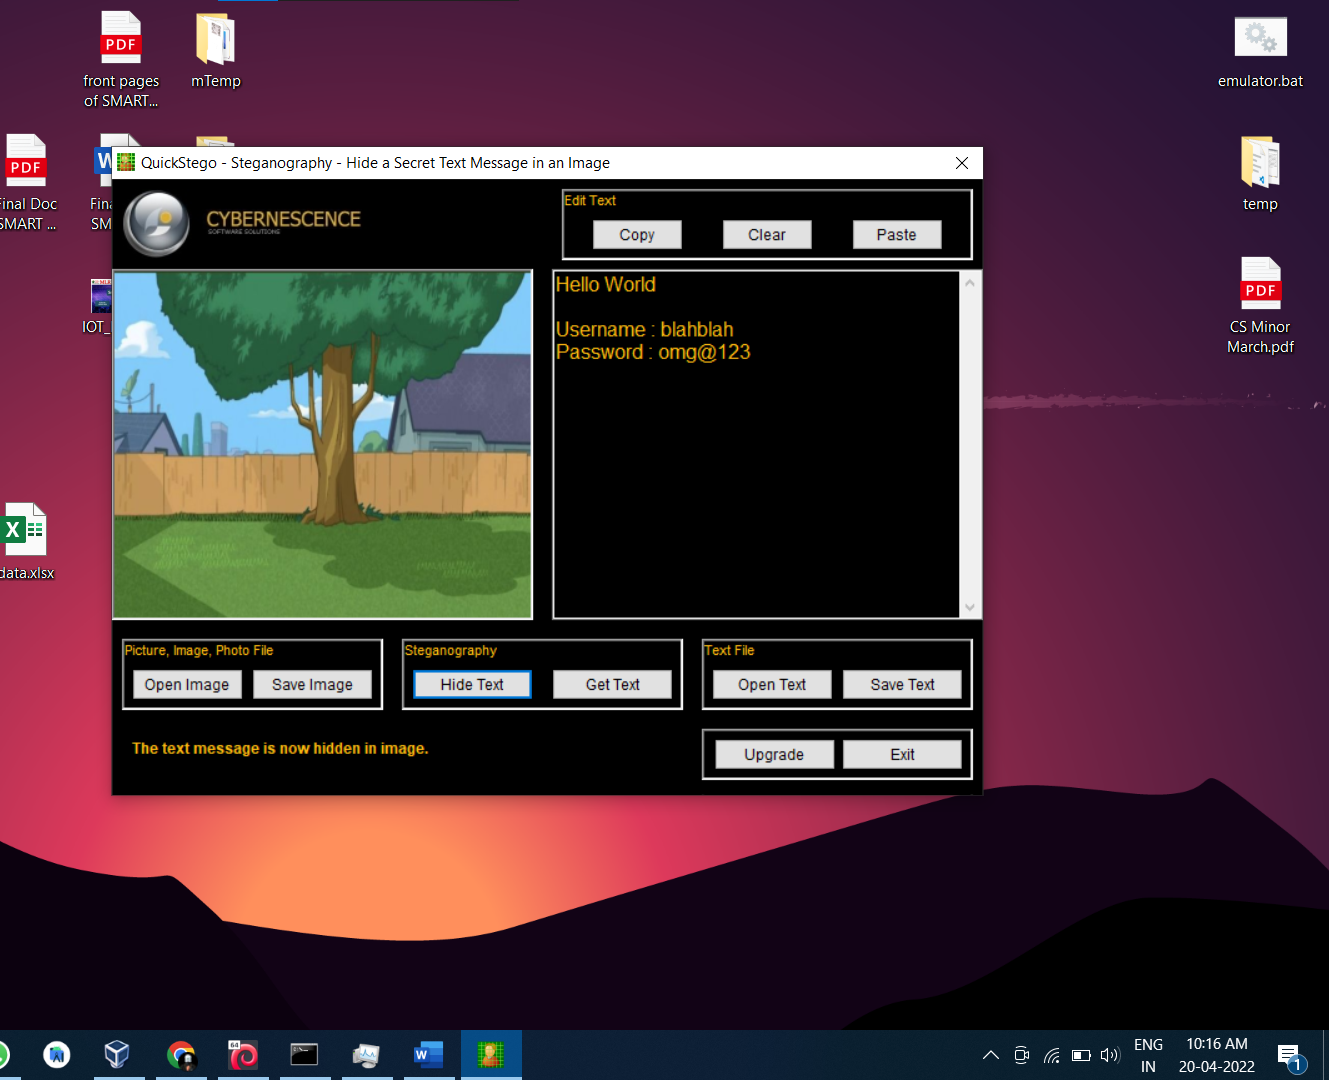 PDF
front pages
of SMART...
mTemp
emulator.bat
PDF
Final Doc
SMART ...
W
Fina
SM
temp
PDF
CS Minor
March.pdf
IOT_
X
data.xlsx
QuickStego - Steganography - Hide a Secret Text Message in an Image
CYBERNESCENCE
SOFTWARE SOLUTIONS
Edit Text
Copy
Clear
Paste
Hello World
Username : blahblah
Password : omg@123
Picture, Image, Photo File
Open Image
Save Image
Steganography
Hide Text
Get Text
Text File
Open Text
Save Text
The text message is now hidden in image.
Upgrade
Exit
64
W
ENG
IN
10:16 AM
20-04-2022
1